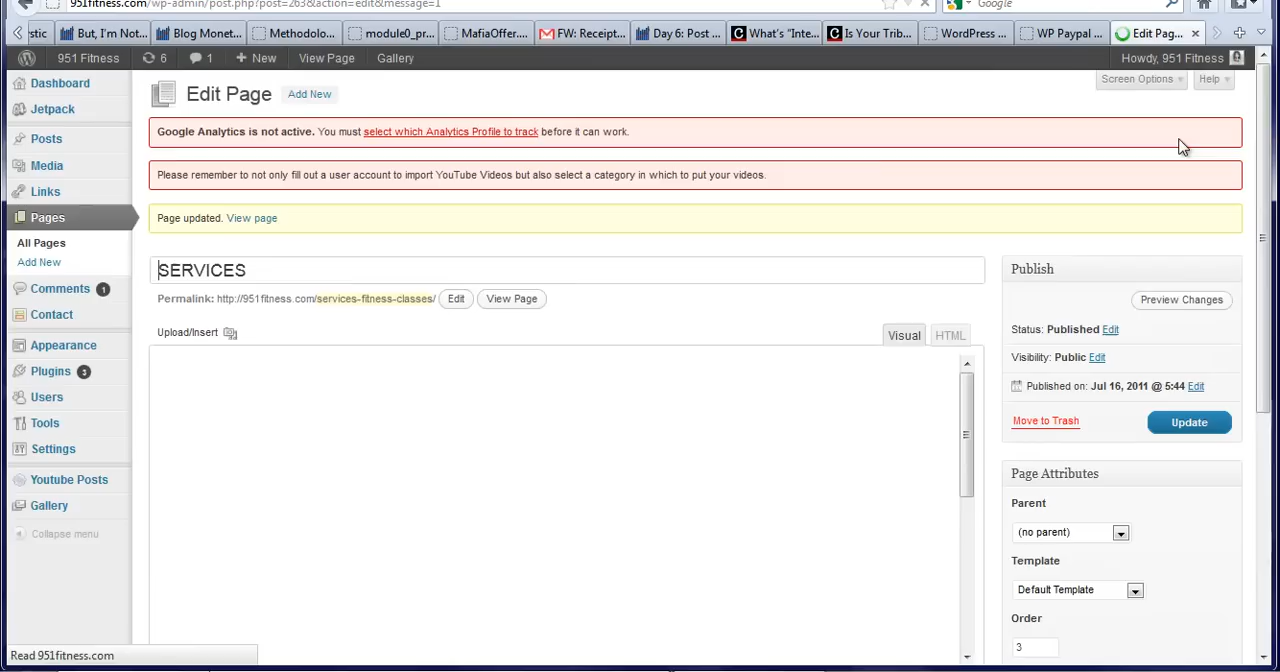 951fitness.com/wp-admin/post.php?post=263&action=edit&message=1
Google
stic
But, I'm Not...
Blog Monet...
Methodolo...
module0_pr...
MafiaOffer....
FW: Receipt...
Day 6: Post ...
What's "Inte...
Is Your Trib...
WordPress ...
WP Paypal ...
Edit Pag...
951 Fitness
6
1
+ New
View Page
Gallery
Howdy, 951 Fitness
Dashboard
Jetpack
Posts
Media
Links
Pages
All Pages
Add New
Comments 1
Contact
Appearance
Plugins 3
Users
Tools
Settings
Youtube Posts
Gallery
Collapse menu
Edit Page Add New
Screen Options
Help
Google Analytics is not active. You must select which Analytics Profile to track before it can work.
Please remember to not only fill out a user account to import YouTube Videos but also select a category in which to put your videos.
Page updated. View page
SERVICES
Permalink: http://951fitness.com/services-fitness-classes/ Edit View Page
Upload/Insert
Visual
HTML
Publish
Preview Changes
Status: Published Edit
Visibility: Public Edit
Published on: Jul 16, 2011 @ 5:44 Edit
Move to Trash
Update
Page Attributes
Parent
(no parent)
Template
Default Template
Order
3
Read 951fitness.com